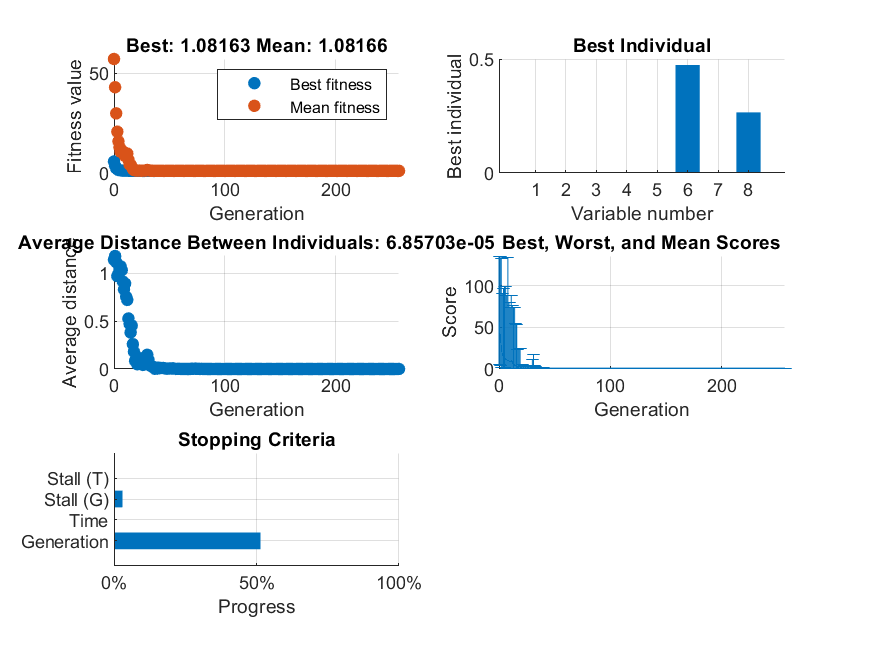 Best: 1.08163 Mean: 1.08166
Fitness value
50
0
Best fitness
Mean fitness
0 100 200
Generation
Best Individual
Best individual
0.5
0
1 2 3 4 5 6 7 8
Variable number
Average Distance Between Individuals: 6.85703e-05
Average distance
1
0.5
0
0 100 200
Generation
Best, Worst, and Mean Scores
Score
100
50
0
0 100 200
Generation
Stopping Criteria
Stall (T)
Stall (G)
Time
Generation
0% 50% 100%
Progress